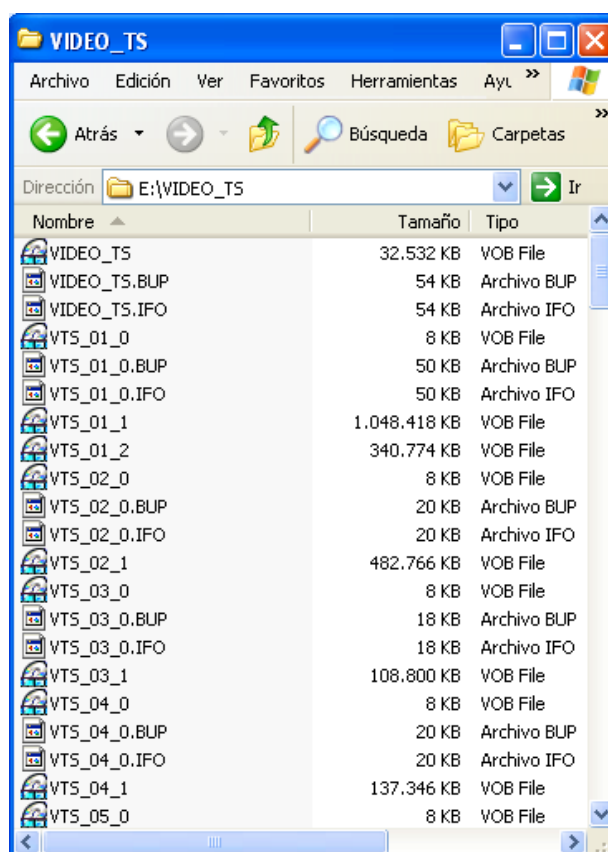 VIDEO_TS
Archivo Edición Ver Favoritos Herramientas Ayu »
Atrás Búsqueda Carpetas »
Dirección E:\VIDEO_TS Ir
Nombre Tamaño Tipo
VIDEO_TS 32.532 KB VOB File
VIDEO_TS.BUP 54 KB Archivo BUP
VIDEO_TS.IFO 54 KB Archivo IFO
VTS_01_0 8 KB VOB File
VTS_01_0.BUP 50 KB Archivo BUP
VTS_01_0.IFO 50 KB Archivo IFO
VTS_01_1 1.048.418 KB VOB File
VTS_01_2 340.774 KB VOB File
VTS_02_0 8 KB VOB File
VTS_02_0.BUP 20 KB Archivo BUP
VTS_02_0.IFO 20 KB Archivo IFO
VTS_02_1 482.766 KB VOB File
VTS_03_0 8 KB VOB File
VTS_03_0.BUP 18 KB Archivo BUP
VTS_03_0.IFO 18 KB Archivo IFO
VTS_03_1 108.800 KB VOB File
VTS_04_0 8 KB VOB File
VTS_04_0.BUP 20 KB Archivo BUP
VTS_04_0.IFO 20 KB Archivo IFO
VTS_04_1 137.346 KB VOB File
VTS_05_0 8 KB VOB File